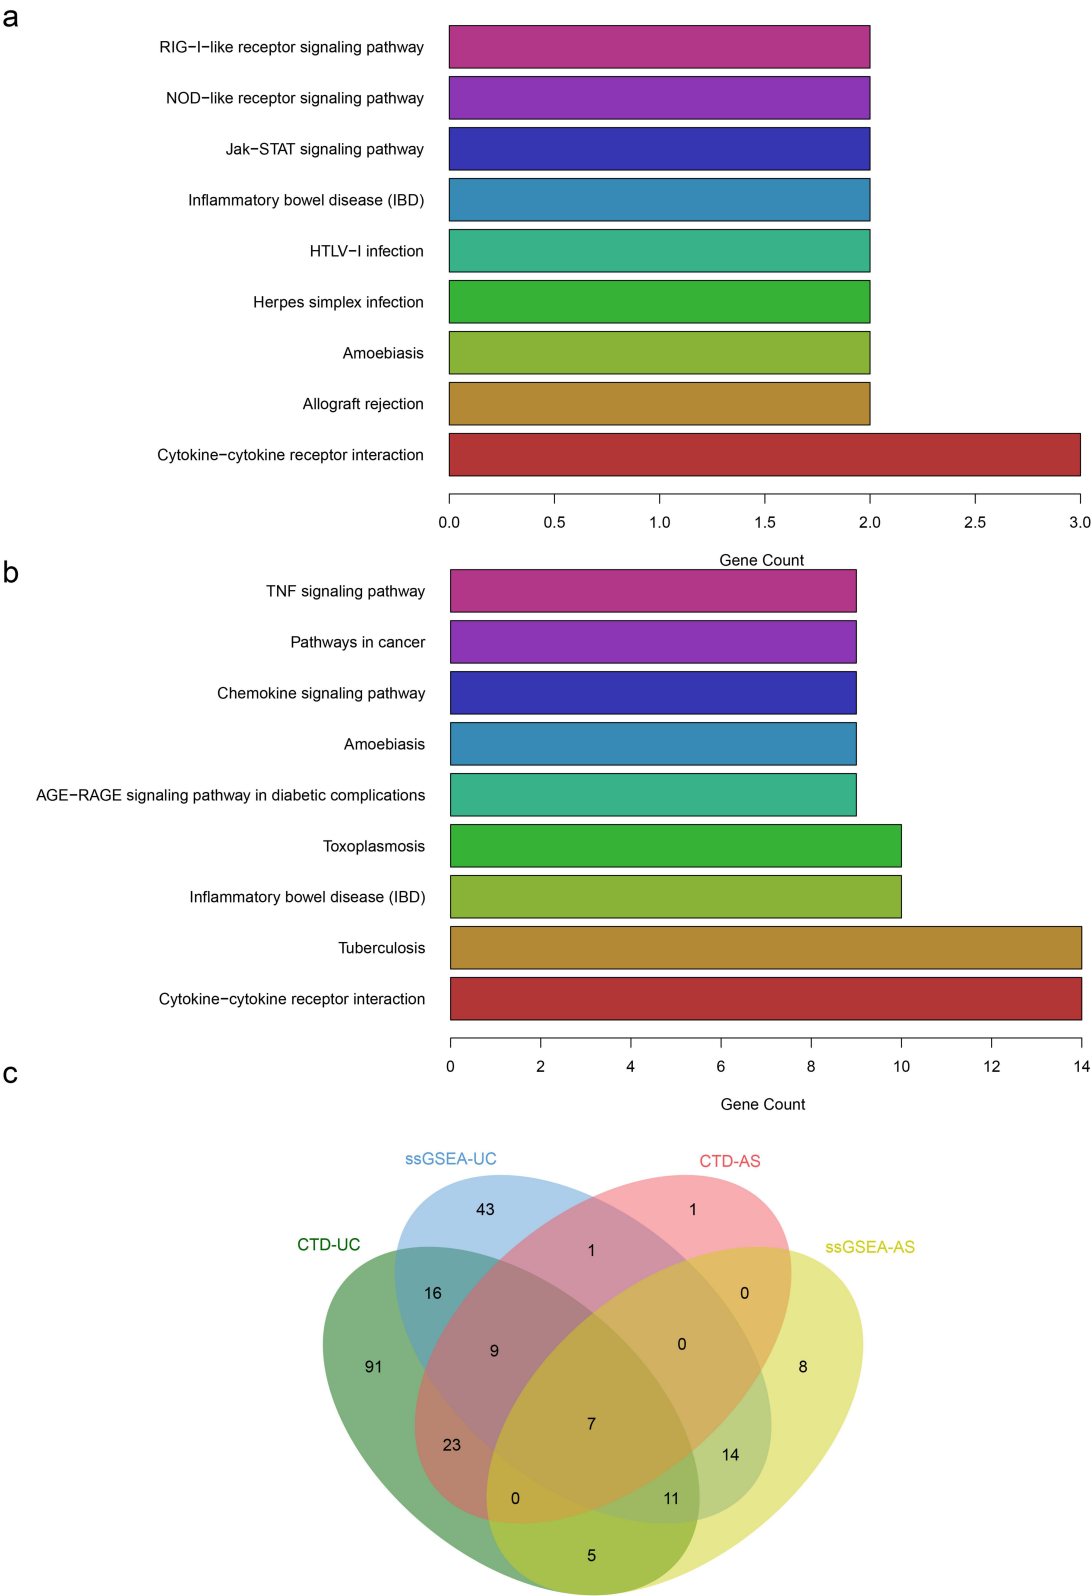 a
RIG−I−like receptor signaling pathway
NOD−like receptor signaling pathway
Jak−STAT signaling pathway
Inflammatory bowel disease (IBD)
HTLV−I infection
Herpes simplex infection
Amoebiasis
Allograft rejection
Cytokine−cytokine receptor interaction
0.0 0.5 1.0 1.5 2.0 2.5 3.0
Gene Count
b
TNF signaling pathway
Pathways in cancer
Chemokine signaling pathway
Amoebiasis
AGE−RAGE signaling pathway in diabetic complications
Toxoplasmosis
Inflammatory bowel disease (IBD)
Tuberculosis
Cytokine−cytokine receptor interaction
0 2 4 6 8 10 12 14
Gene Count
c
ssGSEA-UC CTD-AS
43 1
CTD-UC 1 ssGSEA-AS
16 0
9 0
91 8
7
23 14
0 11
5